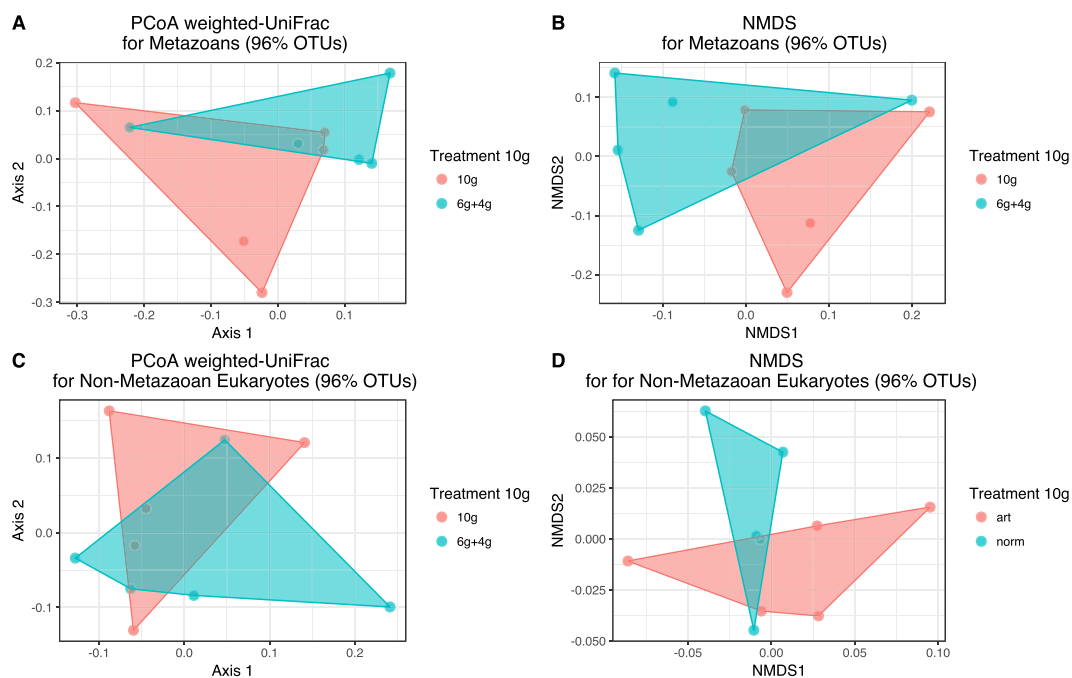 A
PCoA weighted-UniFrac
for Metazoans (96% OTUs)
0.2
0.1
0.0
-0.1
-0.2
-0.3
Axis 2
-0.3
-0.2
-0.1
0.0
0.1
Axis 1
Treatment 10g
10g
6g+4g
B
NMDS
for Metazoans (96% OTUs)
0.1
0.0
-0.1
-0.2
NMDS2
-0.1
0.0
0.1
0.2
NMDS1
Treatment 10g
10g
6g+4g
C
PCoA weighted-UniFrac
for Non-Metazaoan Eukaryotes (96% OTUs)
0.1
0.0
-0.1
Axis 2
-0.1
0.0
0.1
0.2
Axis 1
Treatment 10g
10g
6g+4g
D
NMDS
for for Non-Metazaoan Eukaryotes (96% OTUs)
0.050
0.025
0.000
-0.025
-0.050
NMDS2
-0.05
0.00
0.05
0.10
NMDS1
Treatment 10g
art
norm